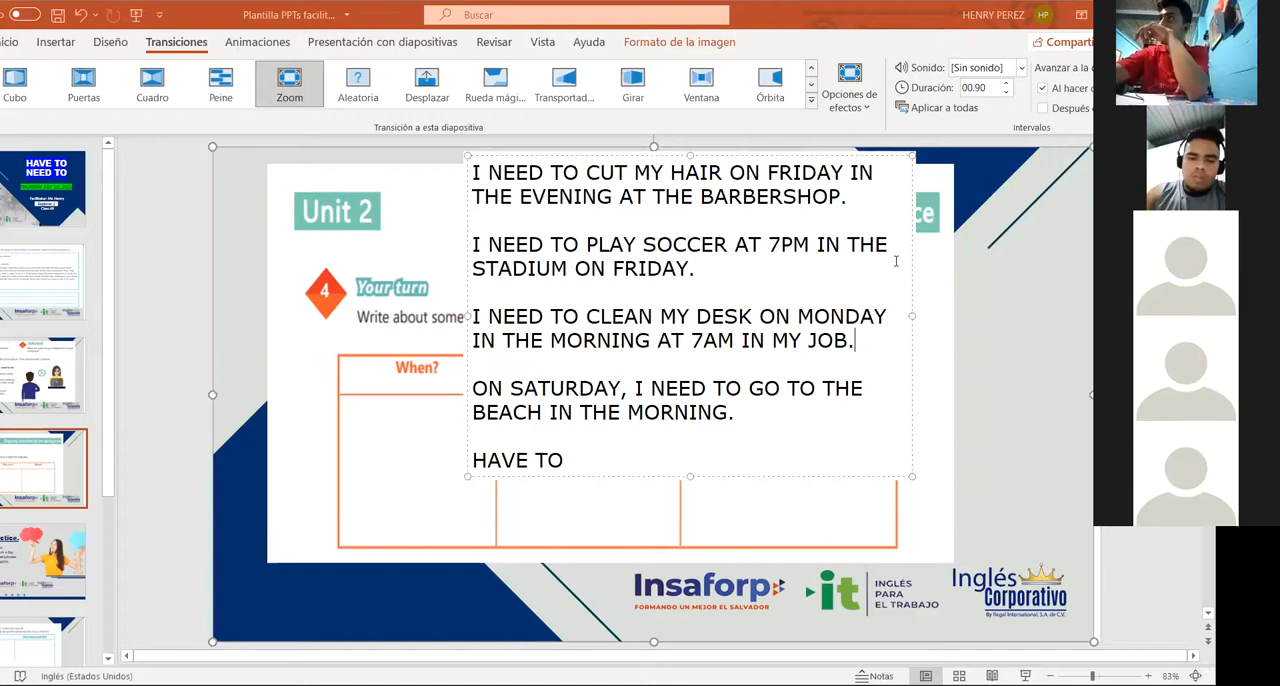 Plantilla PPTs facilit...
Buscar
HENRY PEREZ
HP
Insertar
Diseño
Transiciones
Animaciones
Presentación con diapositivas
Revisar
Vista
Ayuda
Formato de la imagen
Cubo
Puertas
Cuadro
Peine
Zoom
Aleatoria
Desplazar
Rueda mági...
Transportad...
Girar
Ventana
Órbita
Opciones de
efectos
Sonido:
[Sin sonido]
Duración:
00.90
Aplicar a todas
Avanzar a la
Al hacer
Después
Transición a esta diapositiva
Intervalos
HAVE TO
NEED TO
Unit 2
4
Your turn
Write about some
When?
I NEED TO CUT MY HAIR ON FRIDAY IN
THE EVENING AT THE BARBERSHOP.
I NEED TO PLAY SOCCER AT 7PM IN THE
STADIUM ON FRIDAY.
I NEED TO CLEAN MY DESK ON MONDAY
IN THE MORNING AT 7AM IN MY JOB.
ON SATURDAY, I NEED TO GO TO THE
BEACH IN THE MORNING.
HAVE TO
Insaforp
FORMANDO UN MEJOR EL SALVADOR
it
INGLÉS
PARA
EL TRABAJO
Inglés
Corporativo
By Regal International, S.A. de C.V.
Inglés (Estados Unidos)
Notas
83%